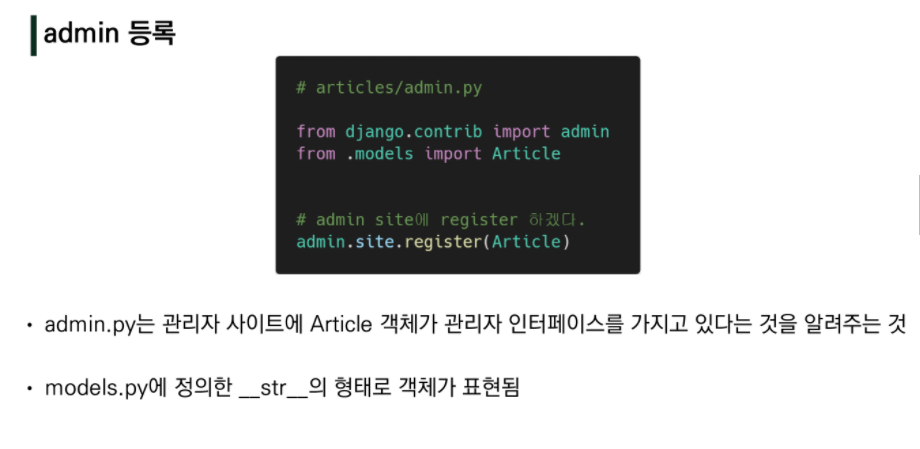 admin 등록
# articles/admin.py
from django.contrib import admin
from .models import Article
# admin site에 register 하겠다.
admin.site.register(Article)
• admin.py는 관리자 사이트에 Article 객체가 관리자 인터페이스를 가지고 있다는 것을 알려주는 것
• models.py에 정의한 __str__의 형태로 객체가 표현됨